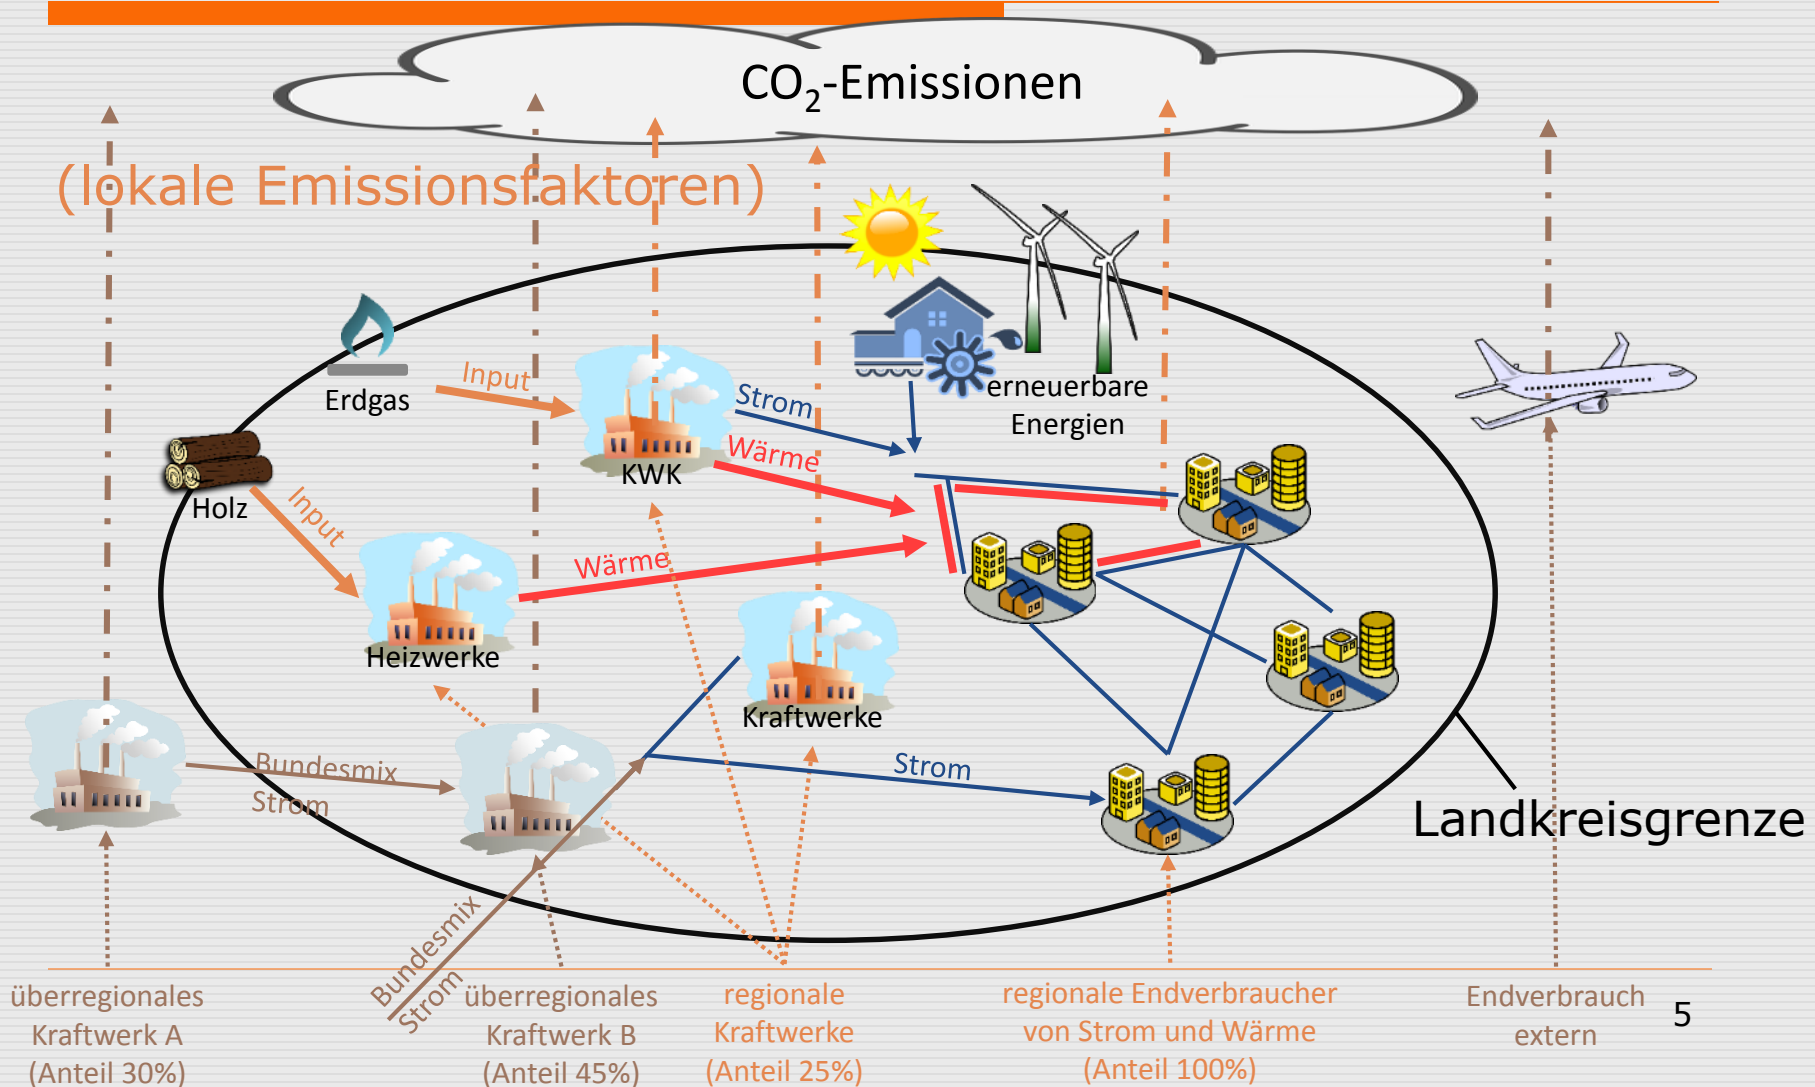 CO₂-Emissionen
(lokale Emissionsfaktoren)
Erdgas
Input
KWK
Strom
Wärme
erneuerbare
Energien
Holz
Input
Heizwerke
Wärme
Kraftwerke
Bundesmix
Strom
Strom
Landkreisgrenze
Bundesmix
Strom
überregionales
Kraftwerk A
(Anteil 30%)
überregionales
Kraftwerk B
(Anteil 45%)
regionale
Kraftwerke
(Anteil 25%)
regionale Endverbraucher
von Strom und Wärme
(Anteil 100%)
Endverbrauch
extern
5